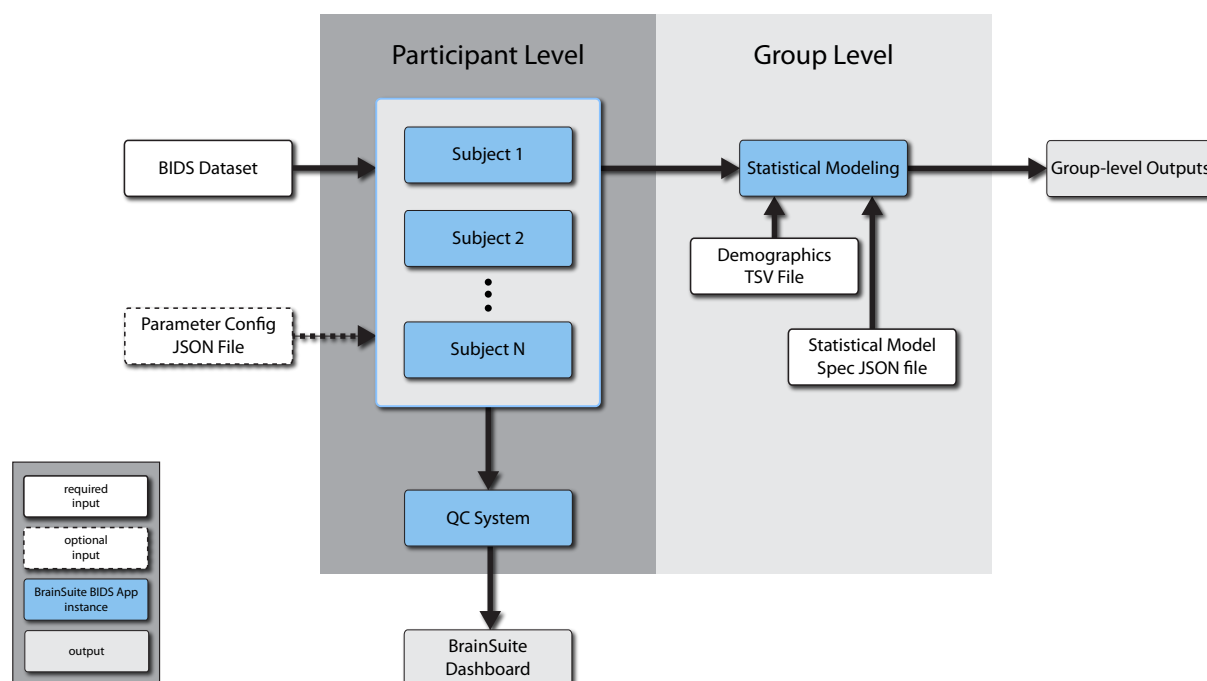 Participant Level
Group Level
BIDS Dataset
Subject 1
Statistical Modeling
Group-level Outputs
Subject 2
Demographics
TSV File
Parameter Config
JSON File
Subject N
Statistical Model
Spec JSON file
required
input
QC System
optional
input
BrainSuite BIDS App
instance
output
BrainSuite
Dashboard